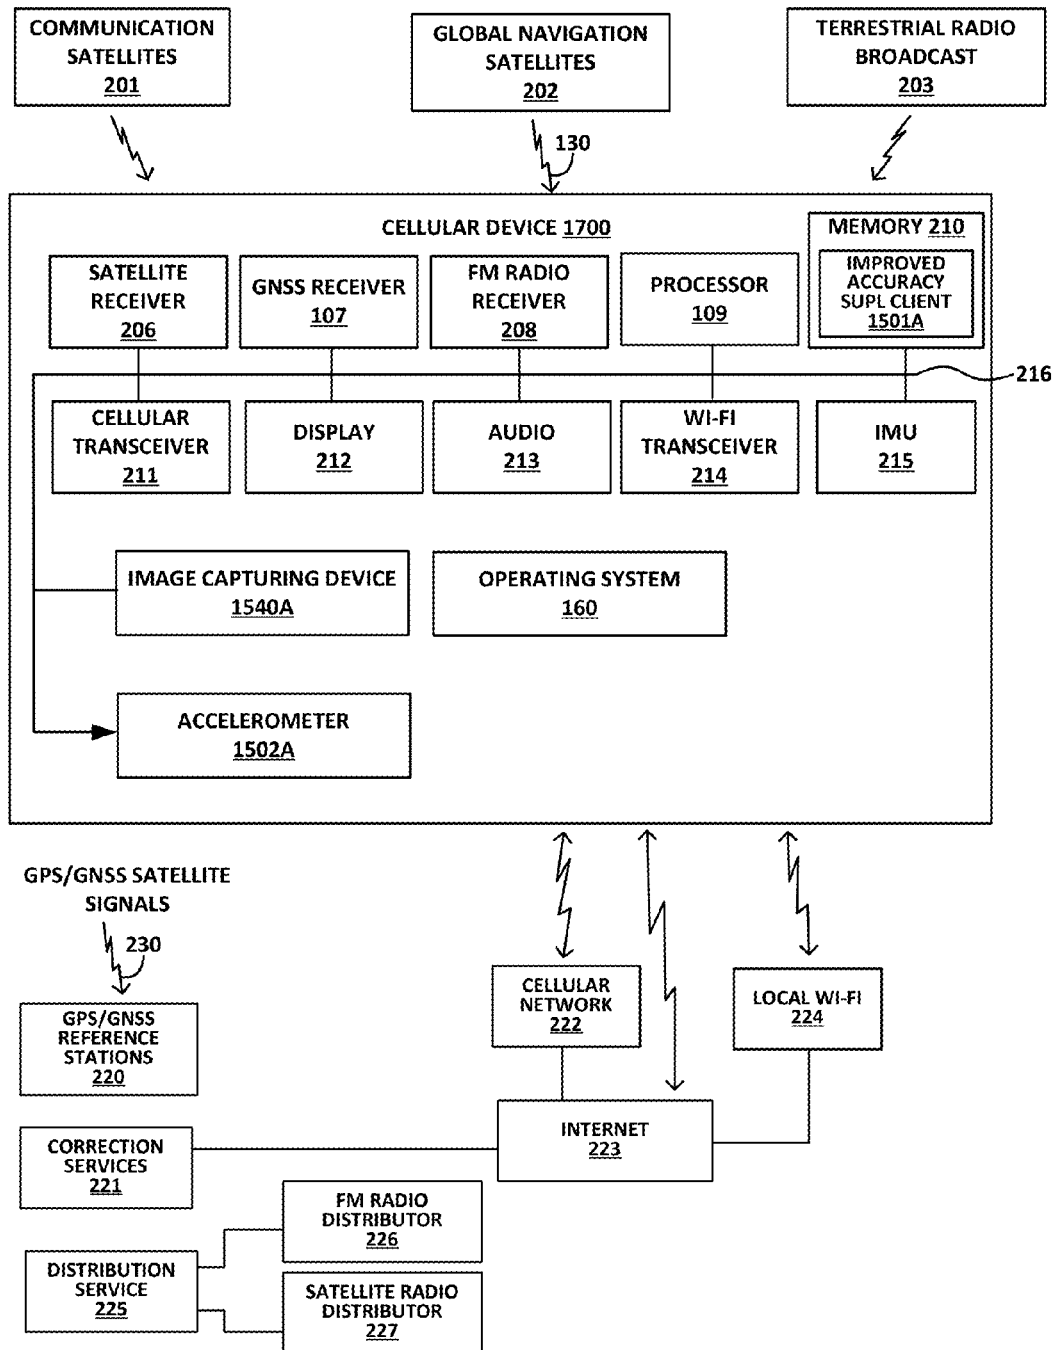 COMMUNICATION
SATELLITES
201
GLOBAL NAVIGATION
SATELLITES
202
TERRESTRIAL RADIO
BROADCAST
203
130
CELLULAR DEVICE 1700
MEMORY 210
IMPROVED
ACCURACY
SUPL CLIENT
1501A
SATELLITE
RECEIVER
206
GNSS RECEIVER
107
FM RADIO
RECEIVER
208
PROCESSOR
109
216
CELLULAR
TRANSCEIVER
211
DISPLAY
212
AUDIO
213
WI-FI
TRANSCEIVER
214
IMU
215
IMAGE CAPTURING DEVICE
1540A
OPERATING SYSTEM
160
ACCELEROMETER
1502A
GPS/GNSS SATELLITE
SIGNALS
230
GPS/GNSS
REFERENCE
STATIONS
220
CELLULAR
NETWORK
222
LOCAL WI-FI
224
INTERNET
223
CORRECTION
SERVICES
221
FM RADIO
DISTRIBUTOR
226
DISTRIBUTION
SERVICE
225
SATELLITE RADIO
DISTRIBUTOR
227